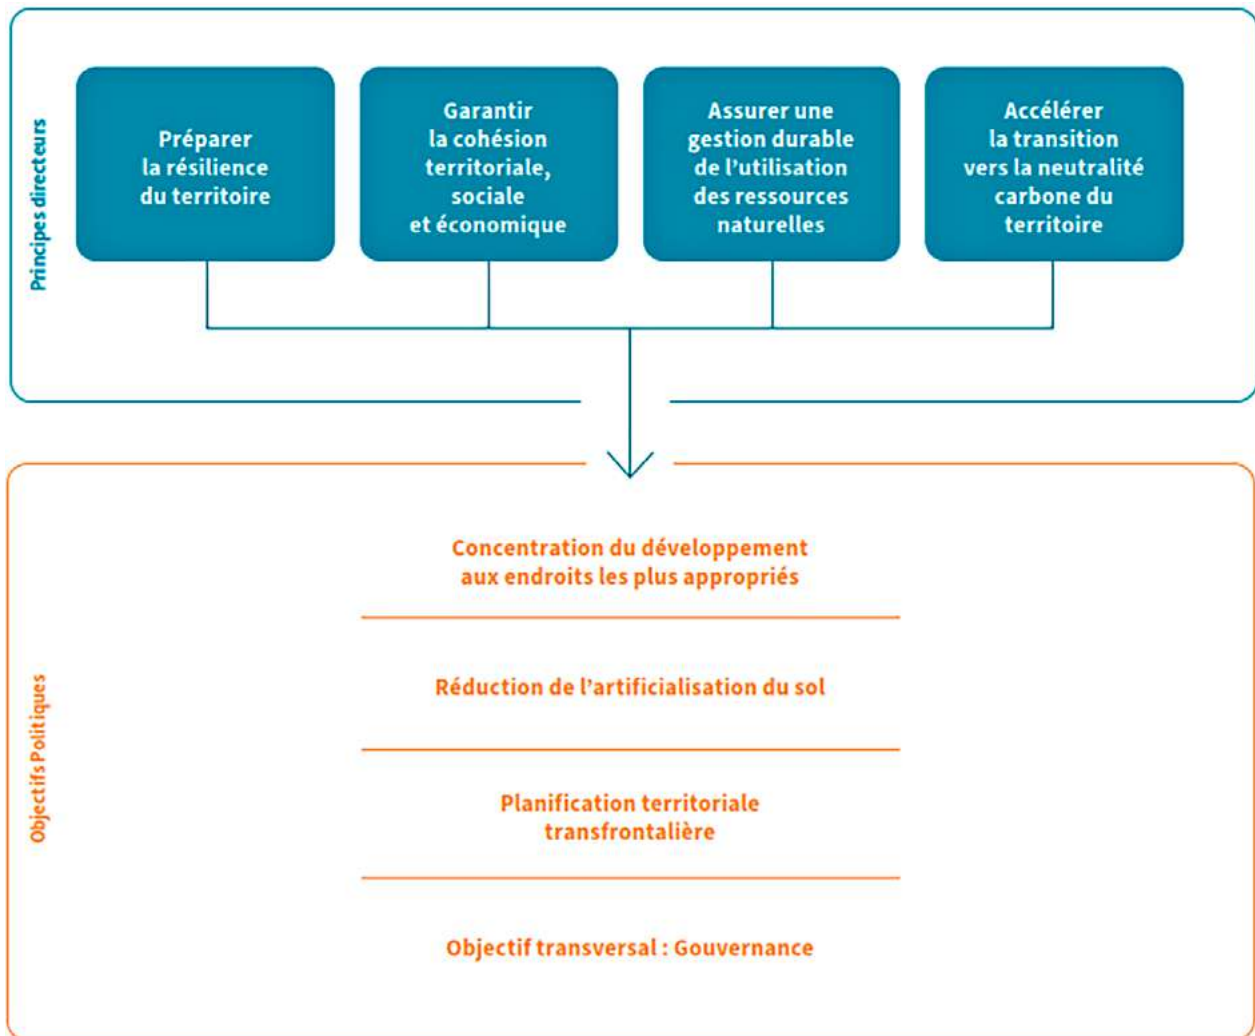 Principes directeurs
Préparer
la résilience
du territoire
Garantir
la cohésion
territoriale,
sociale
et économique
Assurer une
gestion durable
de l’utilisation
des ressources
naturelles
Accélérer
la transition
vers la neutralité
carbone du
territoire
Objectifs Politiques
Concentration du développement
aux endroits les plus appropriés
Réduction de l’artificialisation du sol
Planification territoriale
transfrontalière
Objectif transversal : Gouvernance